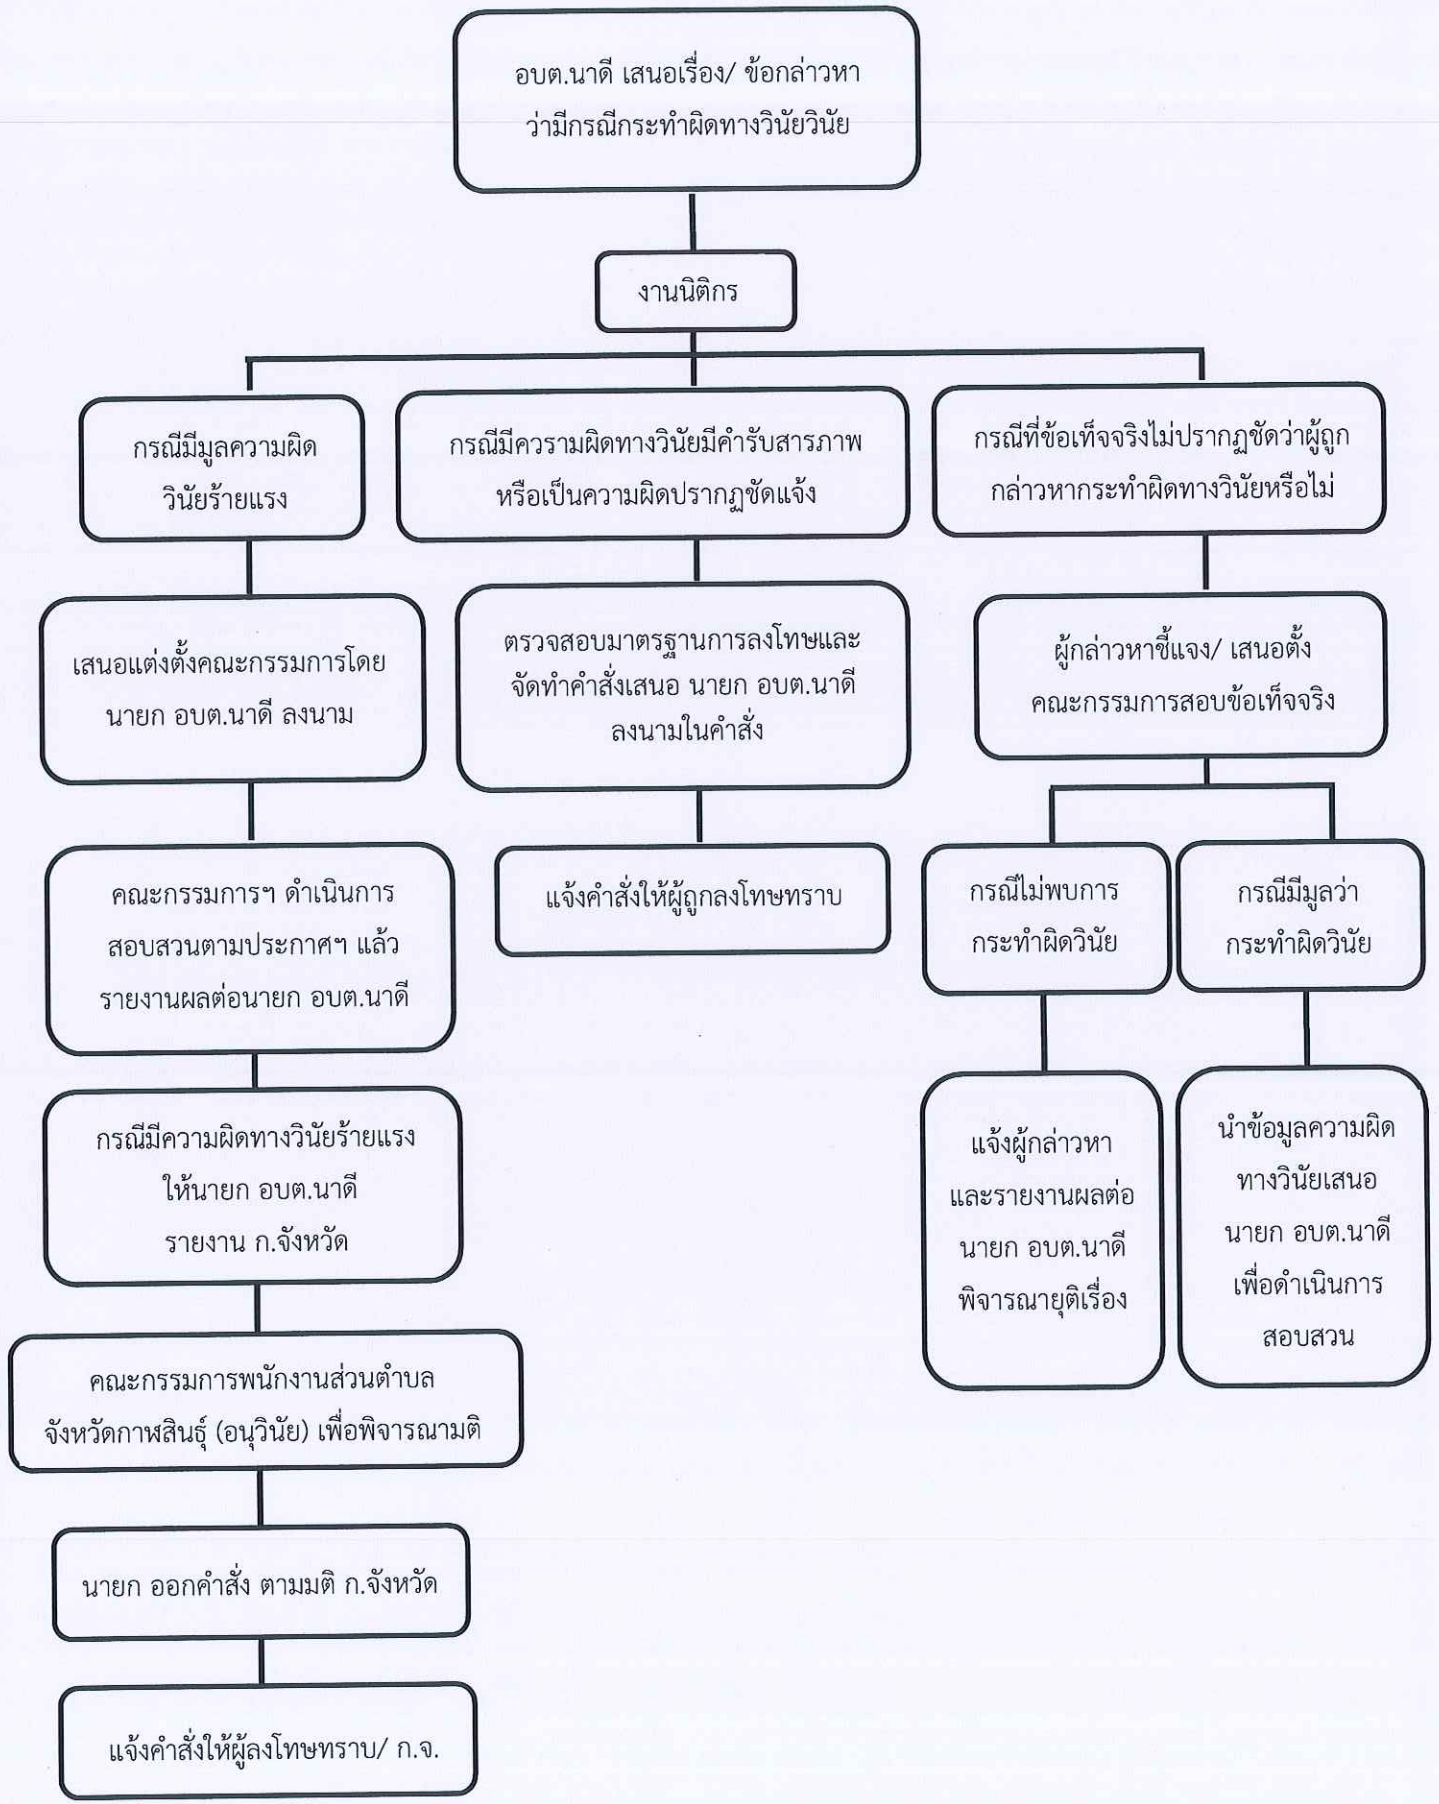 อบต.นาดี เสนอเรื่อง/ ข้อกล่าวหา
ว่ามีกรณีกระทำผิดทางวินัยวินัย
งานนิติกร
กรณีมีมูลความผิด
วินัยร้ายแรง
เสนอแต่งตั้งคณะกรรมการโดย
นายก อบต.นาดี ลงนาม
คณะกรรมการฯ ดำเนินการ
สอบสวนตามประกาศฯ แล้ว
รายงานผลต่อนายก อบต.นาดี
กรณีมีความผิดทางวินัยร้ายแรง
ให้นายก อบต.นาดี
รายงาน ก.จังหวัด
คณะกรรมการพนักงานส่วนตำบล
จังหวัดกาฬสินธุ์ (อนุวินัย) เพื่อพิจารณามติ
นายก ออกคำสั่ง ตามมติ ก.จังหวัด
แจ้งคำสั่งให้ผู้ลงโทษทราบ/ ก.จ.
กรณีมีควรามผิดทางวินัยมีคำรับสารภาพ
หรือเป็นความผิดปรากฏชัดแจ้ง
ตรวจสอบมาตรฐานการลงโทษและ
จัดทำคำสั่งเสนอ นายก อบต.นาดี
ลงนามในคำสั่ง
แจ้งคำสั่งให้ผู้ถูกลงโทษทราบ
กรณีที่ข้อเท็จจริงไม่ปรากฏชัดว่าผู้ถูก
กล่าวหากระทำผิดทางวินัยหรือไม่
ผู้กล่าวหาชี้แจง/ เสนอตั้ง
คณะกรรมการสอบข้อเท็จจริง
กรณีไม่พบการ
กระทำผิดวินัย
แจ้งผู้กล่าวหา
และรายงานผลต่อ
นายก อบต.นาดี
พิจารณายุติเรื่อง
กรณีมีมูลว่า
กระทำผิดวินัย
นำข้อมูลความผิด
ทางวินัยเสนอ
นายก อบต.นาดี
เพื่อดำเนินการ
สอบสวน